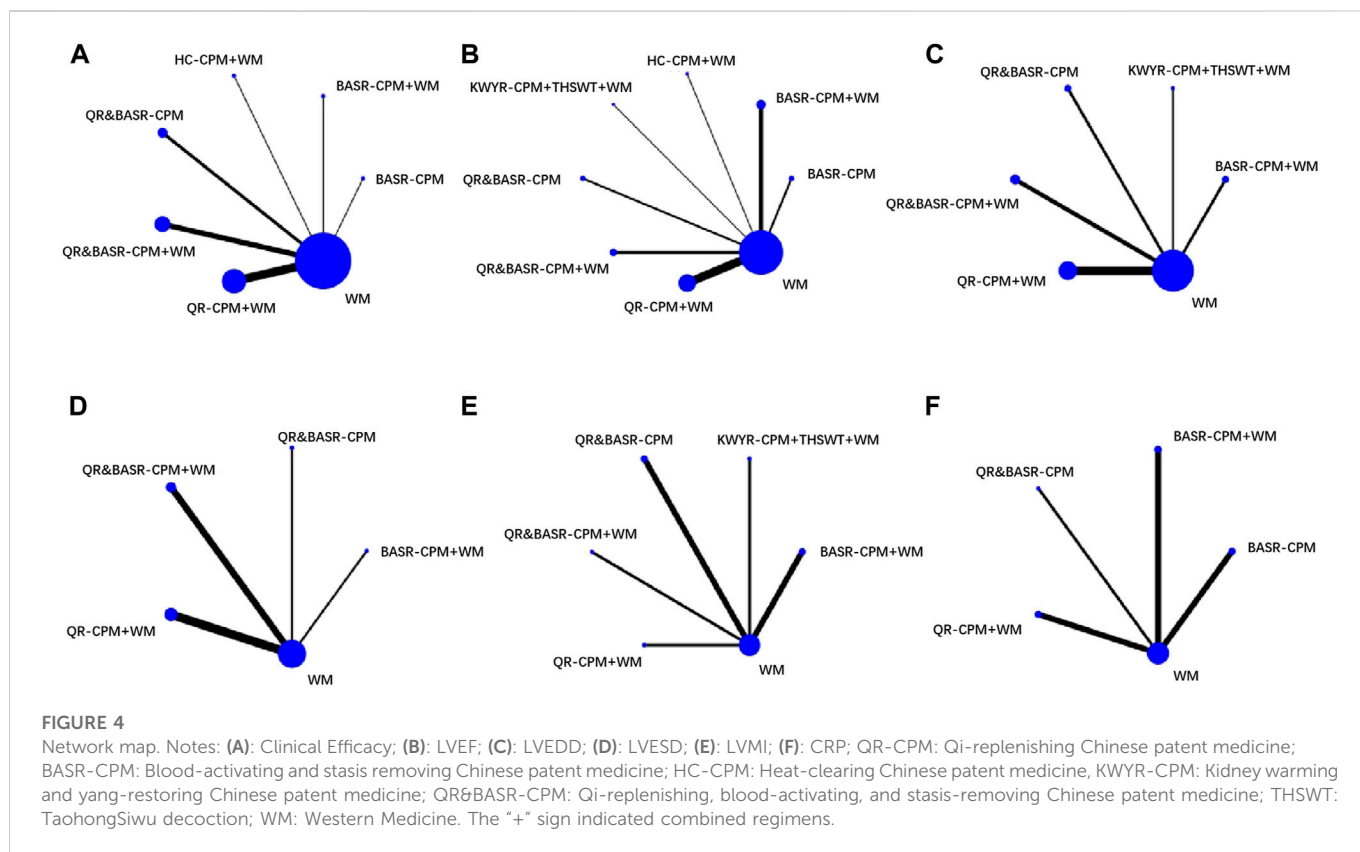 A
HC-CPM+WM
BASR-CPM+WM
QR&BASR-CPM
BASR-CPM
QR&BASR-CPM+WM
QR-CPM+WM
WM
B
HC-CPM+WM
KWYR-CPM+THSWT+WM
BASR-CPM+WM
QR&BASR-CPM
BASR-CPM
QR&BASR-CPM+WM
QR-CPM+WM
WM
C
QR&BASR-CPM
KWYR-CPM+THSWT+WM
BASR-CPM+WM
QR&BASR-CPM+WM
QR-CPM+WM
WM
D
QR&BASR-CPM
QR&BASR-CPM+WM
BASR-CPM+WM
QR-CPM+WM
WM
E
QR&BASR-CPM
KWYR-CPM+THSWT+WM
QR&BASR-CPM+WM
BASR-CPM+WM
QR-CPM+WM
WM
F
BASR-CPM+WM
QR&BASR-CPM
BASR-CPM
QR-CPM+WM
WM
FIGURE 4
Network map. Notes: (A): Clinical Efficacy; (B): LVEF; (C): LVEDD; (D): LVESD; (E): LVMI; (F): CRP; QR-CPM: Qi-replenishing Chinese patent medicine;
BASR-CPM: Blood-activating and stasis removing Chinese patent medicine; HC-CPM: Heat-clearing Chinese patent medicine, KWYR-CPM: Kidney warming
and yang-restoring Chinese patent medicine; QR&BASR-CPM: Qi-replenishing, blood-activating, and stasis-removing Chinese patent medicine; THSWT:
TaohongSiwu decoction; WM: Western Medicine. The "+" sign indicated combined regimens.